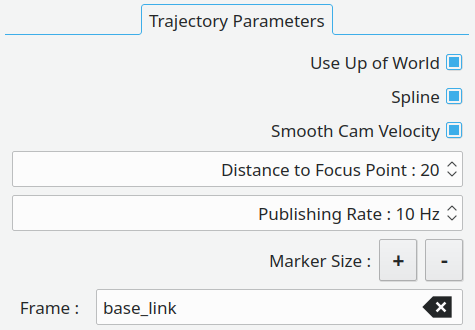 Trajectory Parameters
Use Up of World
Spline
Smooth Cam Velocity
Distance to Focus Point : 20
Publishing Rate : 10 Hz
Marker Size : + -
Frame : base_link